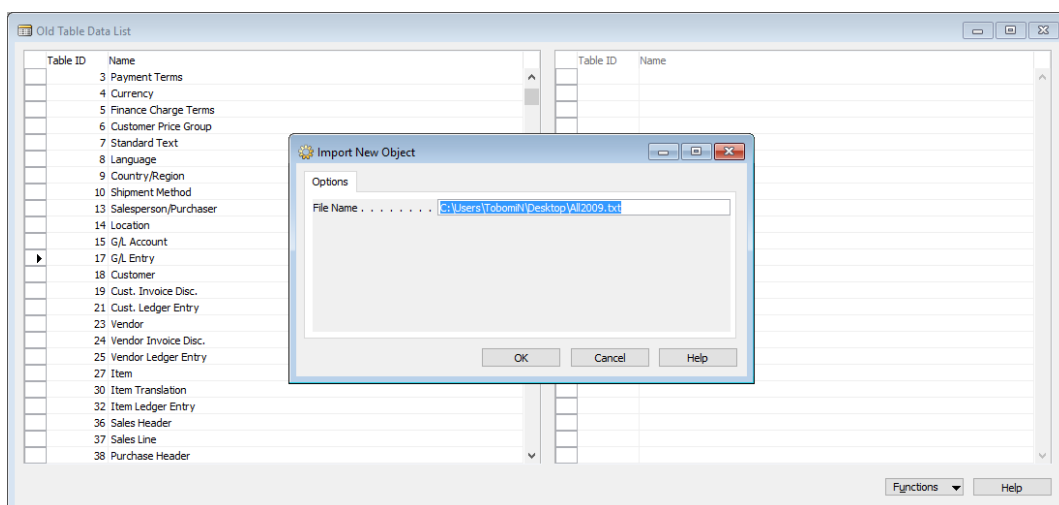 Old Table Data List
Table ID Name
Table ID Name
3 Payment Terms
4 Currency
5 Finance Charge Terms
6 Customer Price Group
7 Standard Text
8 Language
9 Country/Region
10 Shipment Method
13 Salesperson/Purchaser
14 Location
15 G/L Account
17 G/L Entry
18 Customer
19 Cust. Invoice Disc.
21 Cust. Ledger Entry
23 Vendor
24 Vendor Invoice Disc.
25 Vendor Ledger Entry
27 Item
30 Item Translation
32 Item Ledger Entry
36 Sales Header
37 Sales Line
38 Purchase Header
Import New Object
Options
File Name . . . . . . . . C:\Users\TobomiN\Desktop\All2009.txt
OK Cancel Help
Functions Help